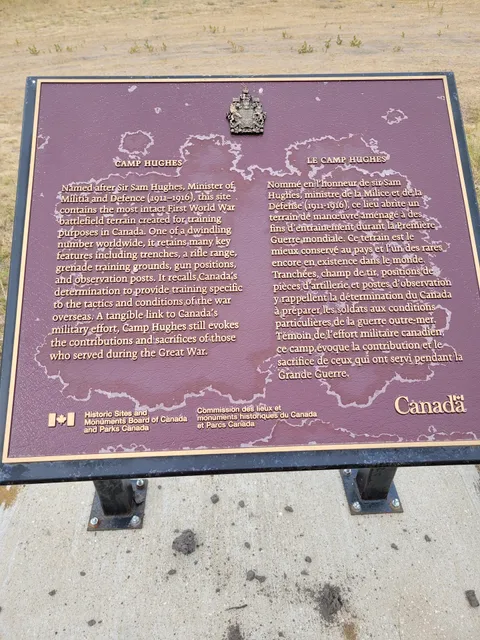 CAMP HUGHES
Named after Sir Sam Hughes, Minister of
Militia and Defence (1911-1916), this site
contains the most intact First World War
battlefield terrain created for training
purposes in Canada. One of a dwindling
number worldwide, it retains many key
features including trenches, a rifle range,
grenade training grounds, gun positions,
and observation posts. It recalls Canada's
determination to provide training specific
to the tactics and conditions of the war
overseas. A tangible link to Canada's
military effort, Camp Hughes still evokes
the contributions and sacrifices of those
who served during the Great War.
LE CAMP HUGHES
Nommé en l'honneur de sir Sam
Hughes, ministre de la Milice et de la
Défense (1911-1916), ce lieu abrite un
terrain de manœuvre aménagé à des
fins d'entraînement durant la Première
Guerre mondiale. Ce terrain est le
mieux conservé au pays et l'un des rares
encore en existence dans le monde.
Tranchées, champ de tir, positions de
pièces d'artillerie et postes d'observation
y rappellent la détermination du Canada
à préparer les soldats aux conditions
particulières de la guerre outre-mer.
Témoin de l'effort militaire canadien,
ce camp évoque la contribution et le
sacrifice de ceux qui ont servi pendant la
Grande Guerre.
Historic Sites and
Monuments Board of Canada
and Parks Canada
Commission des lieux et
monuments historiques du Canada
et Parcs Canada
Canada